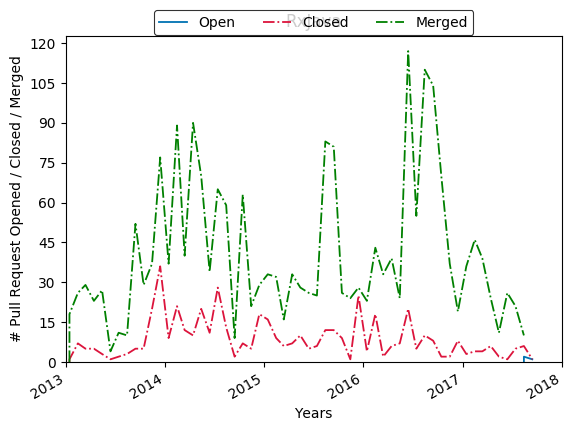 RxJava
Open Closed Merged
# Pull Request Opened / Closed / Merged
120
105
90
75
60
45
30
15
0
2013 2014 2015 2016 2017 2018
Years